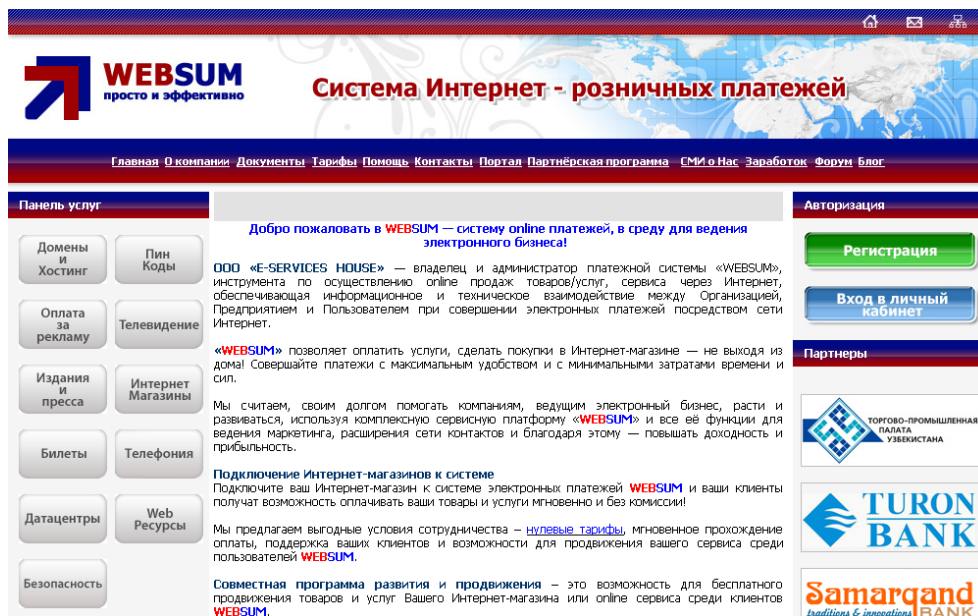 WEBSUM
просто и эффективно
Система Интернет - розничных платежей
Главная О компании Документы Тарифы Помощь Контакты Портал Партнёрская программа СМИ о Нас Заработок Форум Блог
Панель услуг
Домены
и
Хостинг
Пин
Коды
Оплата
за
рекламу
Телевидение
Издания
и
пресса
Интернет
Магазины
Билеты
Телефония
Датацентры
Web
Ресурсы
Безопасность
Добро пожаловать в WEBSUM — систему online платежей, в среду для ведения
электронного бизнеса!
ООО «E-SERVICES HOUSE» — владелец и администратор платежной системы «WEBSUM»,
инструмента по осуществлению online продаж товаров/услуг, сервиса через Интернет,
обеспечивающая информационное и техническое взаимодействие между Организацией,
Предприятием и Пользователем при совершении электронных платежей посредством сети
Интернет.
«WEBSUM» позволяет оплатить услуги, сделать покупки в Интернет-магазине — не выходя из
дома! Совершайте платежи с максимальным удобством и с минимальными затратами времени и
сил.
Мы считаем, своим долгом помогать компаниям, ведущим электронный бизнес, расти и
развиваться, используя комплексную сервисную платформу «WEBSUM» и все её функции для
ведения маркетинга, расширения сети контактов и благодаря этому — повышать доходность и
прибыльность.
Подключение Интернет-магазинов к системе
Подключите ваш Интернет-магазин к системе электронных платежей WEBSUM и ваши клиенты
получат возможность оплачивать ваши товары и услуги мгновенно и без комиссии!
Мы предлагаем выгодные условия сотрудничества – нулевые тарифы, мгновенное прохождение
оплаты, поддержка ваших клиентов и возможности для продвижения вашего сервиса среди
пользователей WEBSUM.
Совместная программа развития и продвижения – это возможность для бесплатного
продвижения товаров и услуг Вашего Интернет-магазина или online сервиса среди клиентов
WEBSUM.
Авторизация
Регистрация
Вход в личный
кабинет
Партнеры
ТОРГОВО-ПРОМЫШЛЕННАЯ
ПАЛАТА
УЗБЕКИСТАНА
TURON
BANK
Samarqand
traditions & innovations BANK